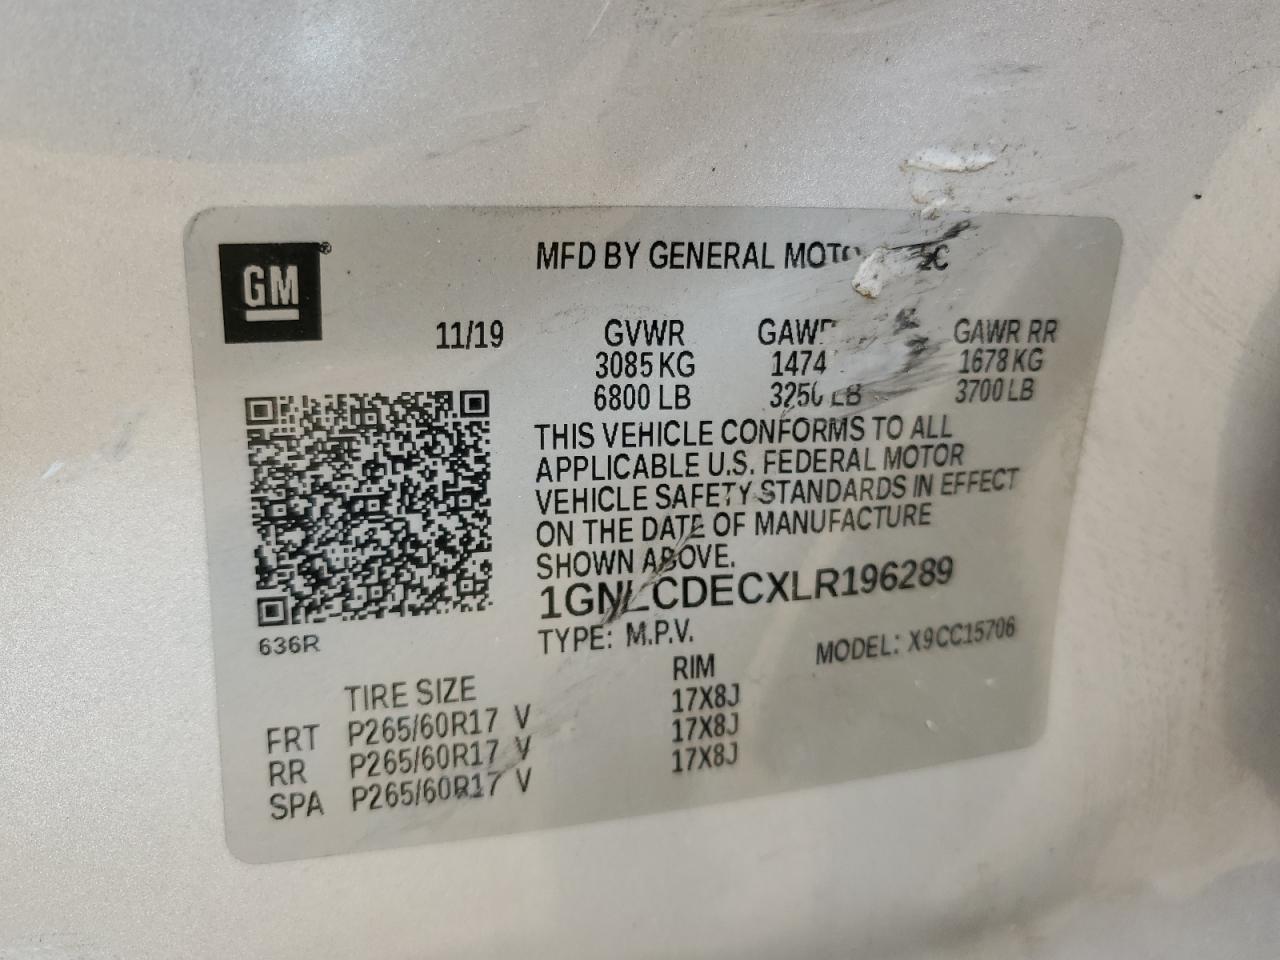 GM ®
MFD BY GENERAL
11/19 GVWR GAWR RR
3085 KG 1474 1678 KG
6800 LB LB 3700 LB
THIS VEHICLE CONFORMS TO ALL
APPLICABLE U.S. FEDERAL MOTOR
VEHICLE SAFETY STANDARDS IN EFFECT
ON THE DATE OF MANUFACTURE
SHOWN ABOVE.
1GNLCDECXLR196289
636R
TYPE: M.P.V. MODEL: X9CC15706
TIRE SIZE RIM
FRT P265/60R17 V 17X8J
RR P265/60R17 V 17X8J
SPA P265/60R17 V 17X8J